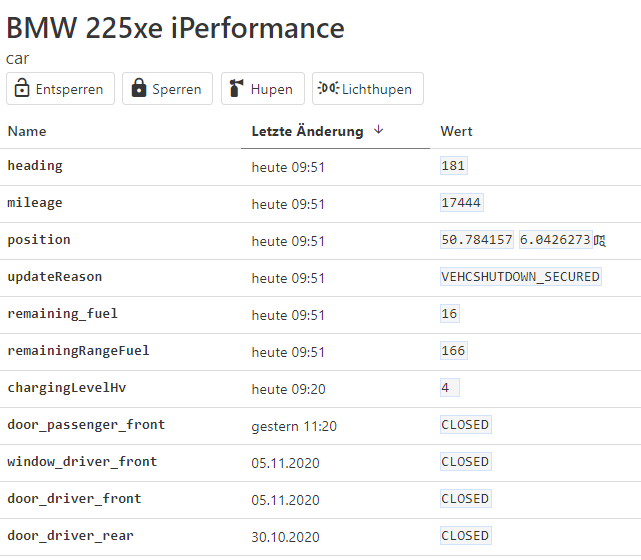 BMW 225xe iPerformance
car
Entsperren Sperren Hupen Lichthupen
Name Letzte Änderung ↓ Wert
heading heute 09:51 181
mileage heute 09:51 17444
position heute 09:51 50.784157 6.0426273
updateReason heute 09:51 VEHCSHUTDOWN_SECURED
remaining_fuel heute 09:51 16
remainingRangeFuel heute 09:51 166
chargingLevelHv heute 09:20 4
door_passenger_front gestern 11:20 CLOSED
window_driver_front 05.11.2020 CLOSED
door_driver_front 05.11.2020 CLOSED
door_driver_rear 30.10.2020 CLOSED